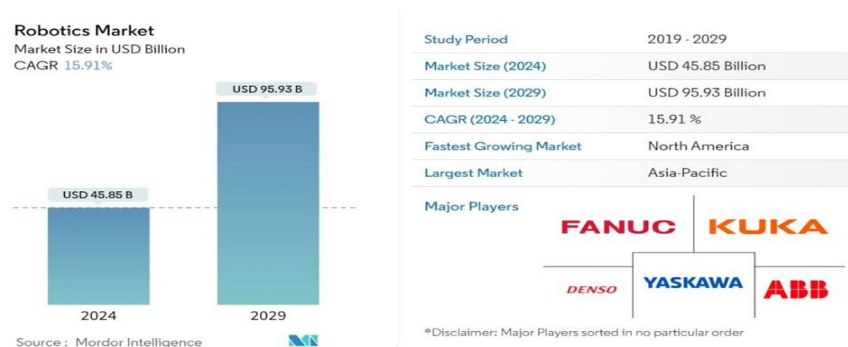 Robotics Market
Market Size in USD Billion
CAGR 15.91%
USD 95.93 B
USD 45.85 B
2024 2029
Source : Mordor Intelligence
Study Period 2019 - 2029
Market Size (2024) USD 45.85 Billion
Market Size (2029) USD 95.93 Billion
CAGR (2024 - 2029) 15.91 %
Fastest Growing Market North America
Largest Market Asia-Pacific
Major Players
FANUC KUKA
DENSO YASKAWA ABB
*Disclaimer: Major Players sorted in no particular order